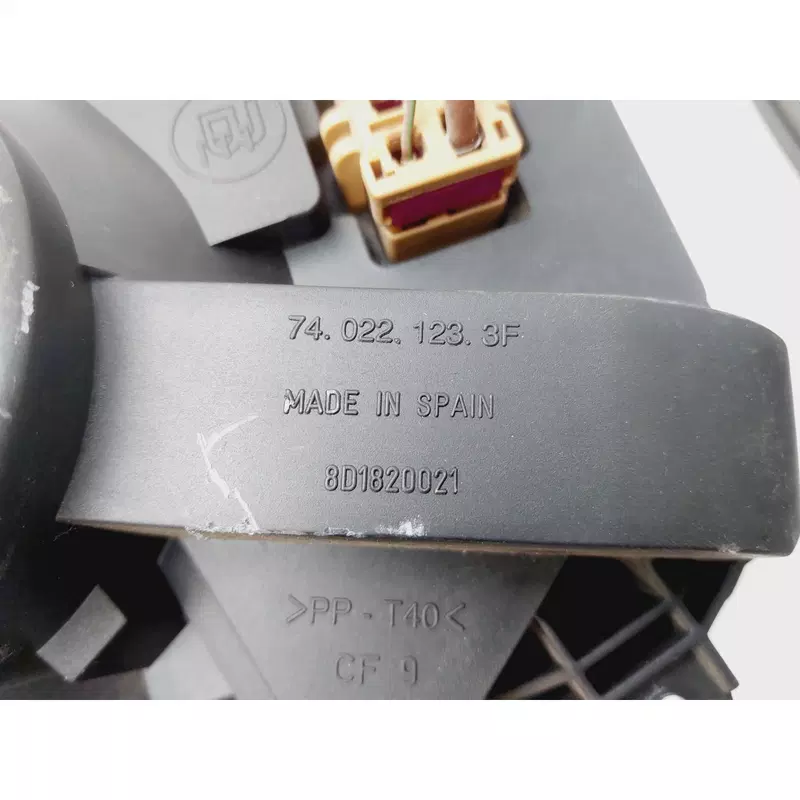 74. 022. 123. 3F
MADE IN SPAIN
8D1820021
>PP - T40<
CF 9